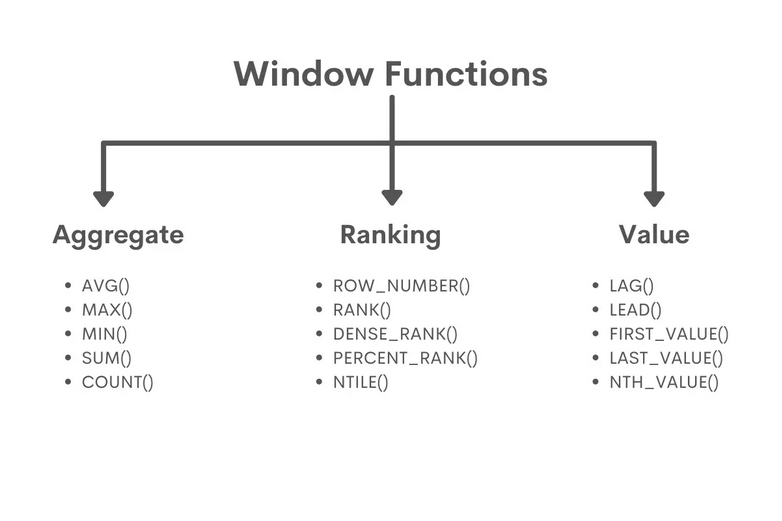 Window Functions
Aggregate
• AVG()
• MAX()
• MIN()
• SUM()
• COUNT()
Ranking
• ROW_NUMBER()
• RANK()
• DENSE_RANK()
• PERCENT_RANK()
• NTILE()
Value
• LAG()
• LEAD()
• FIRST_VALUE()
• LAST_VALUE()
• NTH_VALUE()